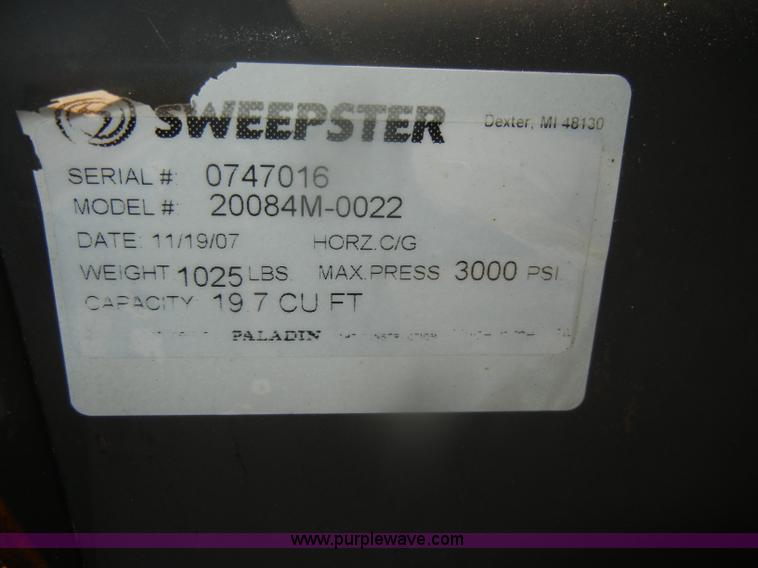 SWEEPSTER Dexter, MI 48130
SERIAL #: 0747016
MODEL #: 20084M-0022
DATE: 11/19/07 HORZ.C/G
WEIGHT 1025 LBS. MAX.PRESS 3000 PSI.
CAPACITY: 19.7 CU FT
PALADIN
www.purplewave.com